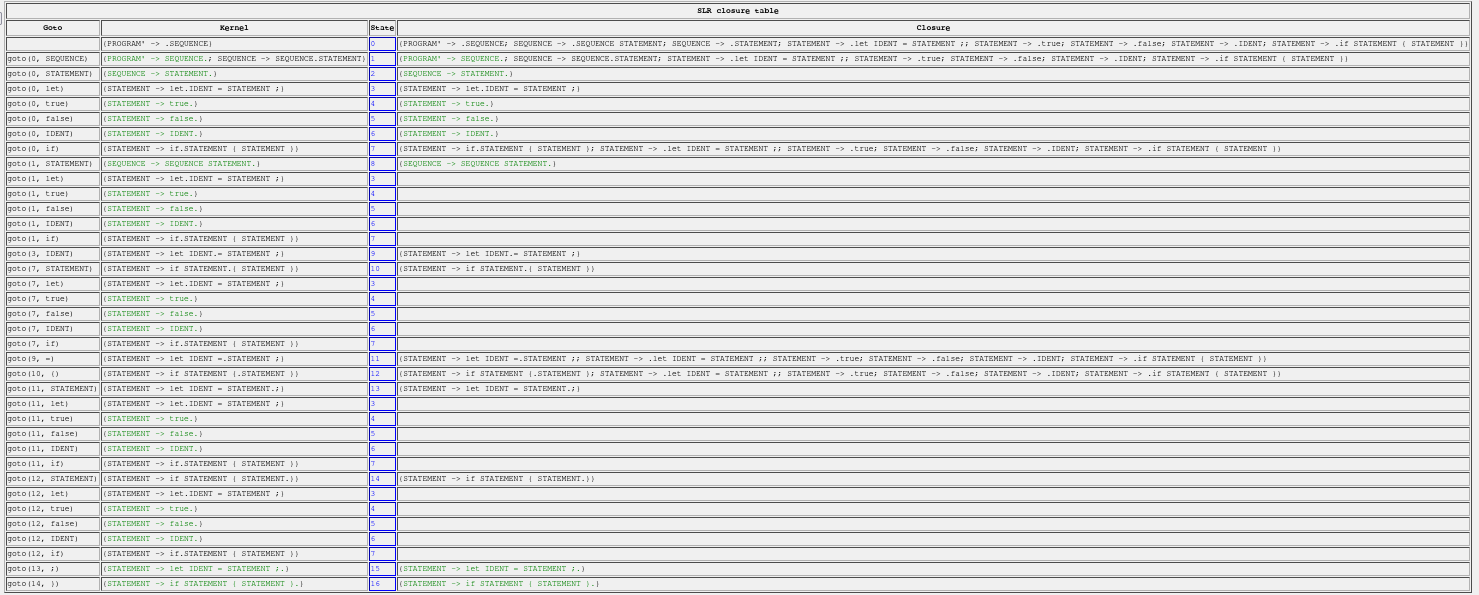 SLR closure table
Goto Kernel State Closure
{PROGRAM' -> .SEQUENCE} 0 {PROGRAM' -> .SEQUENCE; SEQUENCE -> .SEQUENCE STATEMENT; SEQUENCE -> .STATEMENT; STATEMENT -> .let IDENT = STATEMENT ;; STATEMENT -> .true; STATEMENT -> .false; STATEMENT -> .IDENT; STATEMENT -> .if STATEMENT { STATEMENT }}
goto(0, SEQUENCE) {PROGRAM' -> SEQUENCE.; SEQUENCE -> SEQUENCE.STATEMENT} 1 {PROGRAM' -> SEQUENCE.; SEQUENCE -> SEQUENCE.STATEMENT; STATEMENT -> .let IDENT = STATEMENT ;; STATEMENT -> .true; STATEMENT -> .false; STATEMENT -> .IDENT; STATEMENT -> .if STATEMENT { STATEMENT }}
goto(0, STATEMENT) {SEQUENCE -> STATEMENT.} 2 {SEQUENCE -> STATEMENT.}
goto(0, let) {STATEMENT -> let.IDENT = STATEMENT ;} 3 {STATEMENT -> let.IDENT = STATEMENT ;}
goto(0, true) {STATEMENT -> true.} 4 {STATEMENT -> true.}
goto(0, false) {STATEMENT -> false.} 5 {STATEMENT -> false.}
goto(0, IDENT) {STATEMENT -> IDENT.} 6 {STATEMENT -> IDENT.}
goto(0, if) {STATEMENT -> if.STATEMENT { STATEMENT }} 7 {STATEMENT -> if.STATEMENT { STATEMENT }; STATEMENT -> .let IDENT = STATEMENT ;; STATEMENT -> .true; STATEMENT -> .false; STATEMENT -> .IDENT; STATEMENT -> .if STATEMENT { STATEMENT }}
goto(1, STATEMENT) {SEQUENCE -> SEQUENCE STATEMENT.} 8 {SEQUENCE -> SEQUENCE STATEMENT.}
goto(1, let) {STATEMENT -> let.IDENT = STATEMENT ;} 3
goto(1, true) {STATEMENT -> true.} 4
goto(1, false) {STATEMENT -> false.} 5
goto(1, IDENT) {STATEMENT -> IDENT.} 6
goto(1, if) {STATEMENT -> if.STATEMENT { STATEMENT }} 7
goto(3, IDENT) {STATEMENT -> let IDENT.= STATEMENT ;} 9 {STATEMENT -> let IDENT.= STATEMENT ;}
goto(7, STATEMENT) {STATEMENT -> if STATEMENT.{ STATEMENT }} 10 {STATEMENT -> if STATEMENT.{ STATEMENT }}
goto(7, let) {STATEMENT -> let.IDENT = STATEMENT ;} 3
goto(7, true) {STATEMENT -> true.} 4
goto(7, false) {STATEMENT -> false.} 5
goto(7, IDENT) {STATEMENT -> IDENT.} 6
goto(7, if) {STATEMENT -> if.STATEMENT { STATEMENT }} 7
goto(9, =) {STATEMENT -> let IDENT =.STATEMENT ;} 11 {STATEMENT -> let IDENT =.STATEMENT ;; STATEMENT -> .let IDENT = STATEMENT ;; STATEMENT -> .true; STATEMENT -> .false; STATEMENT -> .IDENT; STATEMENT -> .if STATEMENT { STATEMENT }}
goto(10, {) {STATEMENT -> if STATEMENT {.STATEMENT }} 12 {STATEMENT -> if STATEMENT {.STATEMENT }; STATEMENT -> .let IDENT = STATEMENT ;; STATEMENT -> .true; STATEMENT -> .false; STATEMENT -> .IDENT; STATEMENT -> .if STATEMENT { STATEMENT }}
goto(11, STATEMENT) {STATEMENT -> let IDENT = STATEMENT.;} 13 {STATEMENT -> let IDENT = STATEMENT.;}
goto(11, let) {STATEMENT -> let.IDENT = STATEMENT ;} 3
goto(11, true) {STATEMENT -> true.} 4
goto(11, false) {STATEMENT -> false.} 5
goto(11, IDENT) {STATEMENT -> IDENT.} 6
goto(11, if) {STATEMENT -> if.STATEMENT { STATEMENT }} 7
goto(12, STATEMENT) {STATEMENT -> if STATEMENT { STATEMENT.}} 14 {STATEMENT -> if STATEMENT { STATEMENT.}}
goto(12, let) {STATEMENT -> let.IDENT = STATEMENT ;} 3
goto(12, true) {STATEMENT -> true.} 4
goto(12, false) {STATEMENT -> false.} 5
goto(12, IDENT) {STATEMENT -> IDENT.} 6
goto(12, if) {STATEMENT -> if.STATEMENT { STATEMENT }} 7
goto(13, ;) {STATEMENT -> let IDENT = STATEMENT ;.} 15 {STATEMENT -> let IDENT = STATEMENT ;.}
goto(14, }) {STATEMENT -> if STATEMENT { STATEMENT }.} 16 {STATEMENT -> if STATEMENT { STATEMENT }.}